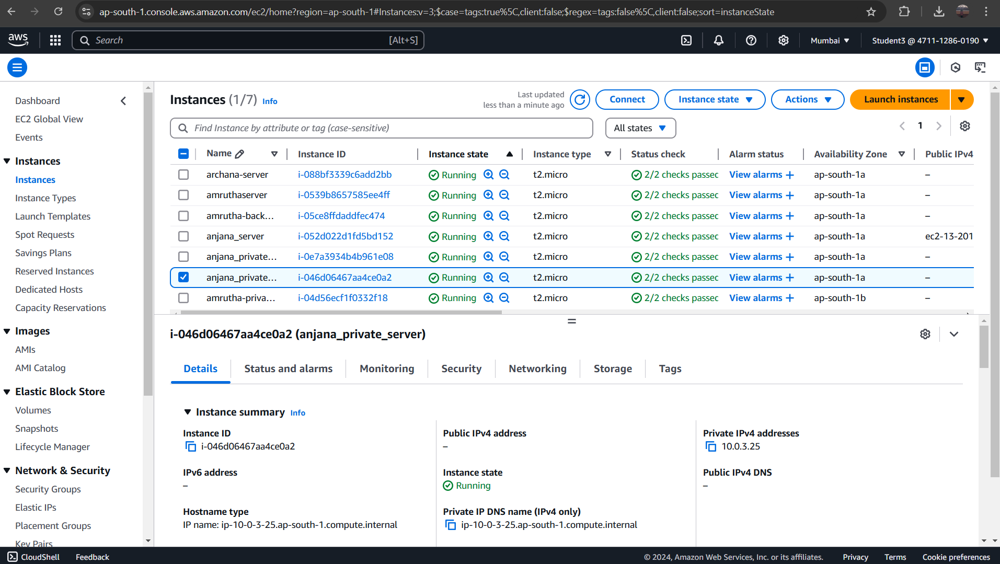 ap-south-1.console.aws.amazon.com/ec2/home?region=ap-south-1#Instances:v=3;$case=tags:true%5C,client:false;$regex=tags:false%5C,client:false;sort=instanceState
aws
Search [Alt+S]
Mumbai
Student3 @ 4711-1286-0190
Dashboard
EC2 Global View
Events
Instances
Instances
Instance Types
Launch Templates
Spot Requests
Savings Plans
Reserved Instances
Dedicated Hosts
Capacity Reservations
Images
AMIs
AMI Catalog
Elastic Block Store
Volumes
Snapshots
Lifecycle Manager
Network & Security
Security Groups
Elastic IPs
Placement Groups
Key Pairs
Instances (1/7) Info
Last updated
less than a minute ago
Connect
Instance state
Actions
Launch instances
Find Instance by attribute or tag (case-sensitive)
All states
1
Name Instance ID Instance state Instance type Status check Alarm status Availability Zone Public IPv4
archana-server i-088bf3339c6add2bb Running t2.micro 2/2 checks passec View alarms + ap-south-1a –
amruthaserver i-0539b8657585ee4ff Running t2.micro 2/2 checks passec View alarms + ap-south-1a –
amrutha-back... i-05ce8ffdaddfec474 Running t2.micro 2/2 checks passec View alarms + ap-south-1a –
anjana_server i-052d022d1fd5bd152 Running t2.micro 2/2 checks passec View alarms + ap-south-1a ec2-13-201
anjana_private... i-0e7a3934b4b961e08 Running t2.micro 2/2 checks passec View alarms + ap-south-1a –
anjana_private... i-046d06467aa4ce0a2 Running t2.micro 2/2 checks passec View alarms + ap-south-1a –
amrutha-priva... i-04d56ecf1f0332f18 Running t2.micro 2/2 checks passec View alarms + ap-south-1b –
i-046d06467aa4ce0a2 (anjana_private_server)
Details Status and alarms Monitoring Security Networking Storage Tags
Instance summary Info
Instance ID
i-046d06467aa4ce0a2
Public IPv4 address
–
Private IPv4 addresses
10.0.3.25
IPv6 address
–
Instance state
Running
Public IPv4 DNS
–
Hostname type
IP name: ip-10-0-3-25.ap-south-1.compute.internal
Private IP DNS name (IPv4 only)
ip-10-0-3-25.ap-south-1.compute.internal
CloudShell Feedback
© 2024, Amazon Web Services, Inc. or its affiliates. Privacy Terms Cookie preferences